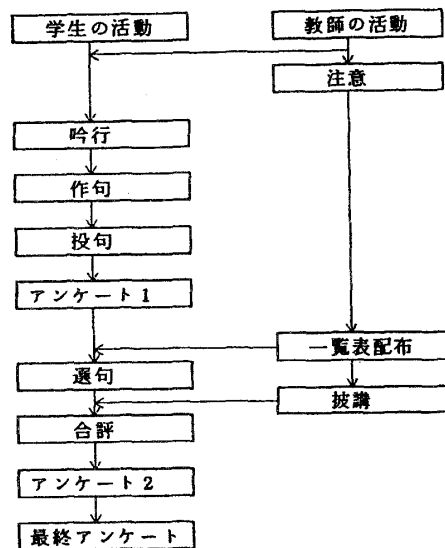 学生の活動
教師の活動
注意
吟行
作句
投句
アンケート1
一覧表配布
選句
披講
合評
アンケート2
最終アンケート